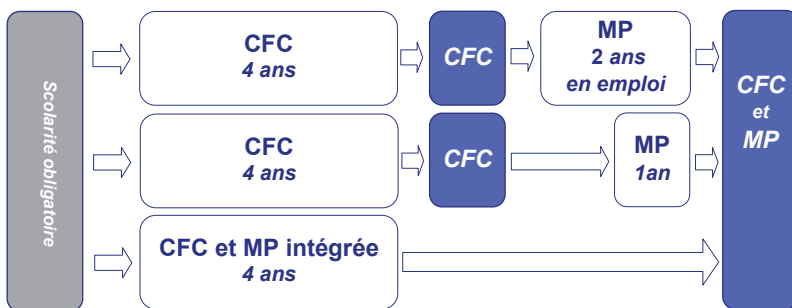 Scolarité obligatoire
CFC
4 ans
CFC
MP
2 ans
en emploi
CFC
4 ans
CFC
MP
1an
CFC et MP intégrée
4 ans
CFC
et
MP